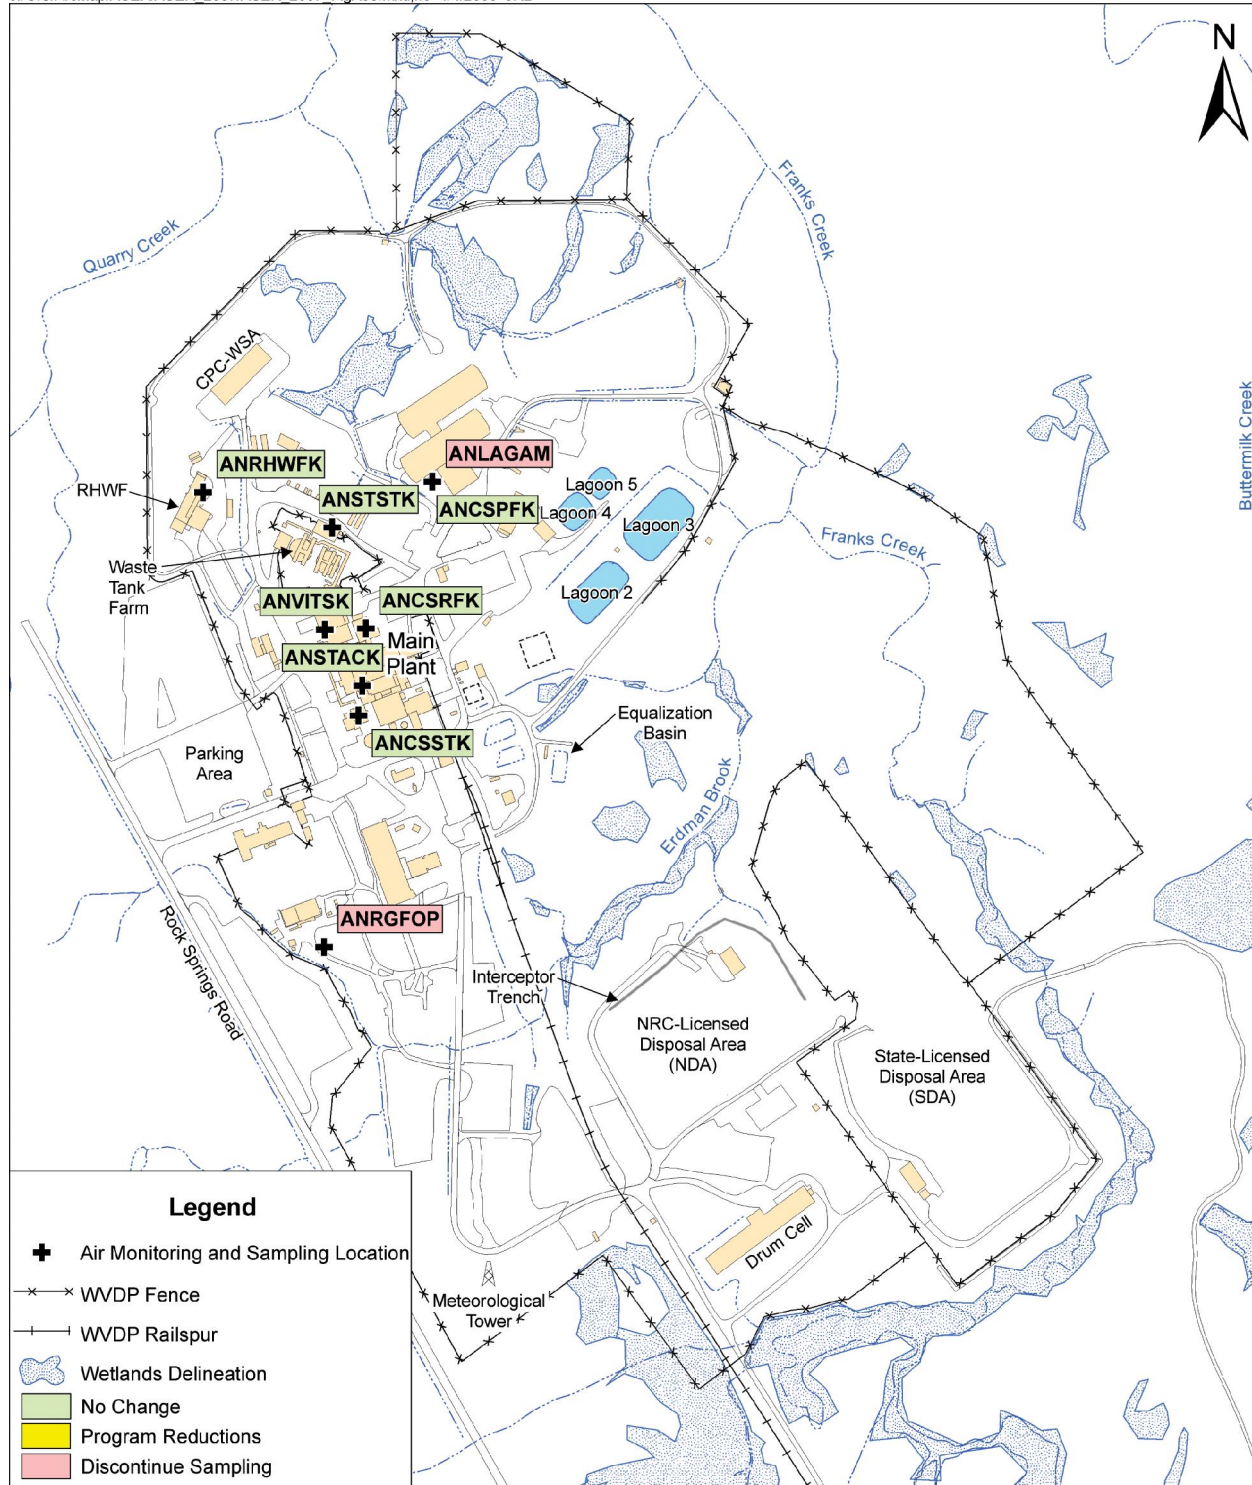 N
Quarry Creek
Franks Creek
Buttermilk Creek
CPC-WSA
ANLAGAM
ANRHWFK
RHWF
ANSTSTK
ANCSPFK
Lagoon 5
Lagoon 4
Lagoon 3
Franks Creek
Waste
Tank
Farm
Lagoon 2
ANVITSK
ANCSRFK
Main
Plant
ANSTACK
ANCSSTK
Equalization
Basin
Parking
Area
Erdman Brook
Rock Springs Road
ANRGFOP
Interceptor
Trench
NRC-Licensed
Disposal Area
(NDA)
State-Licensed
Disposal Area
(SDA)
Drum Cell
Meteorological
Tower
Legend
Air Monitoring and Sampling Location
WVDP Fence
WVDP Railspur
Wetlands Delineation
No Change
Program Reductions
Discontinue Sampling